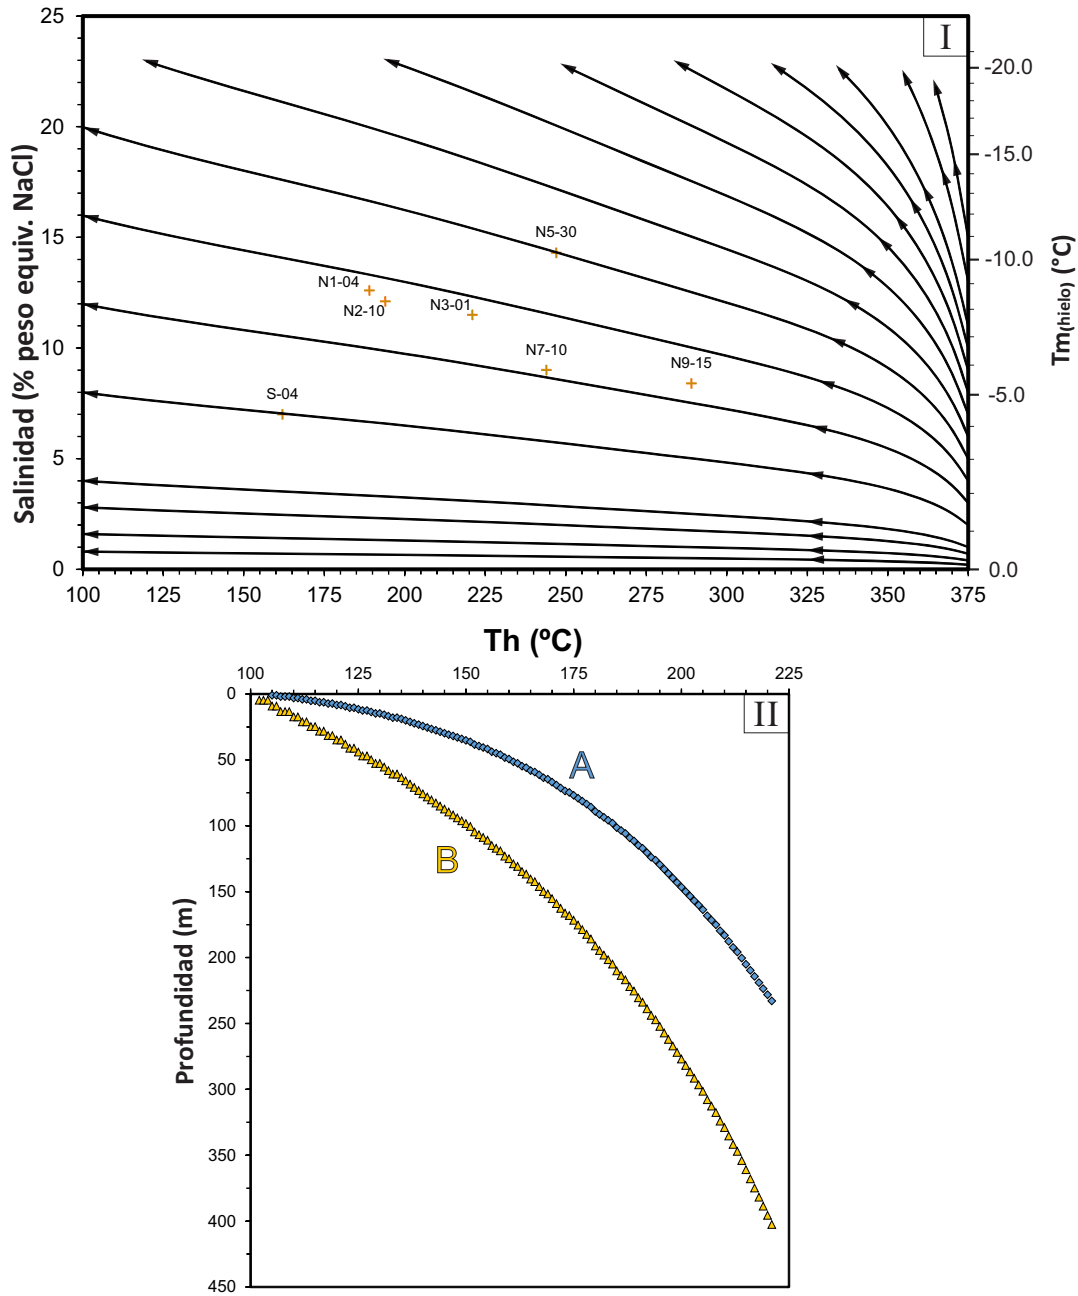 I
25
20
15
10
5
0
Salinidad (% peso equiv. NaCl)
-20.0
-15.0
-10.0
-5.0
0.0
Tm(hielo) (°C)
N5-30
N1-04
N2-10
N3-01
N7-10
N9-15
S-04
100 125 150 175 200 225 250 275 300 325 350 375
Th (ºC)
100 125 150 175 200 225
II
0
50
100
150
200
250
300
350
400
450
Profundidad (m)
A
B